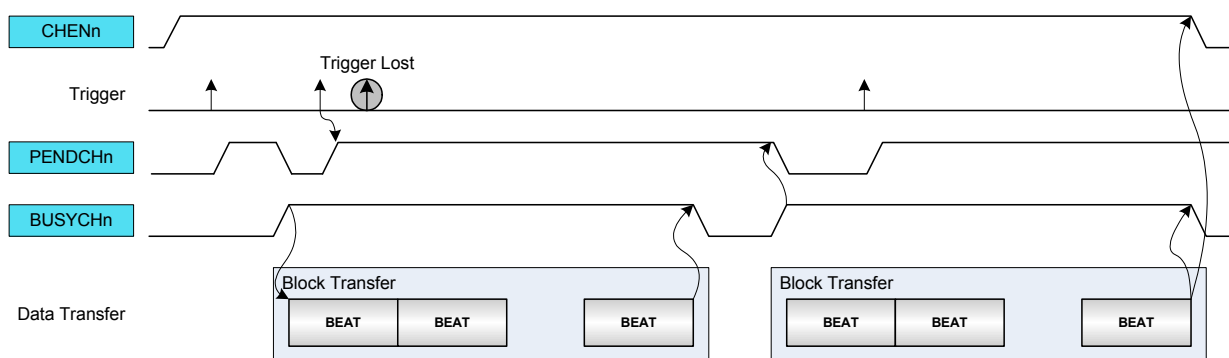 CHENn
Trigger Lost
Trigger
PENDCHn
BUSYCHn
Block Transfer
Block Transfer
Data Transfer
BEAT
BEAT
BEAT
BEAT
BEAT
BEAT